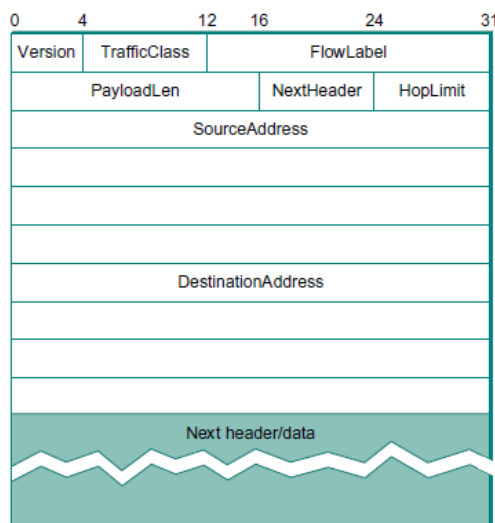 0 4 12 16 24 31
Version TrafficClass FlowLabel
PayloadLen NextHeader HopLimit
SourceAddress
DestinationAddress
Next header/data